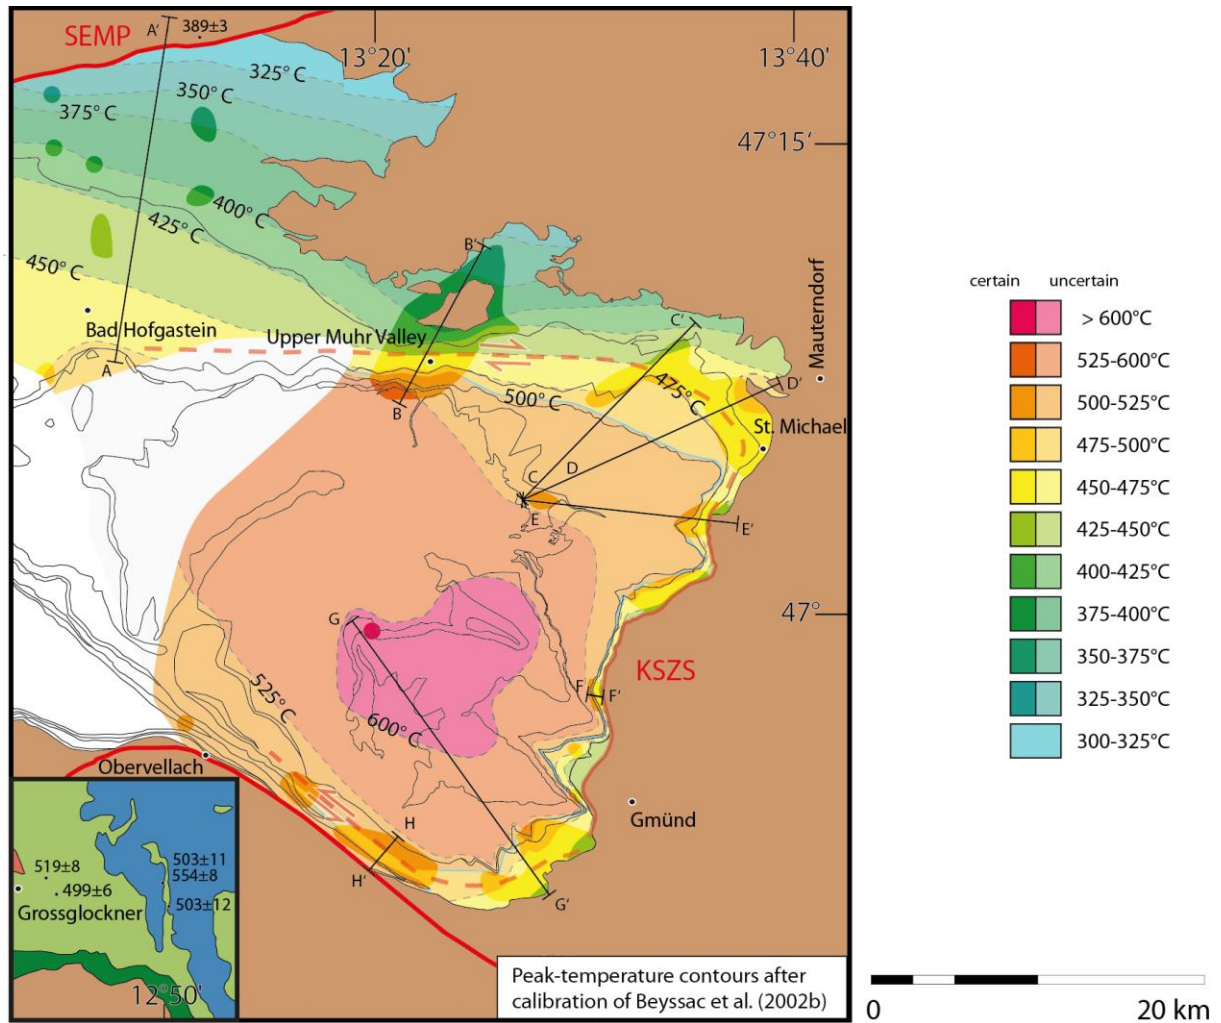 A'
389±3
SEMP
13°20'
13°40'
325° C
350° C
375° C
47°15'
400° C
425° C
B'
450° C
Mauterndorf
C'
Bad Hofgastein
Upper Muhr Valley
A
475° C
D'
500° C
B
St. Michael
C
D
E
E'
47°
G
KSZS
F
F'
525° C
600° C
Obervellach
Gmünd
H
H'
G'
519±8
499±6
Grossglockner
503±11
554±8
503±12
12°50'
Peak-temperature contours after
calibration of Beyssac et al. (2002b)
certain uncertain
> 600°C
525-600°C
500-525°C
475-500°C
450-475°C
425-450°C
400-425°C
375-400°C
350-375°C
325-350°C
300-325°C
0 20 km